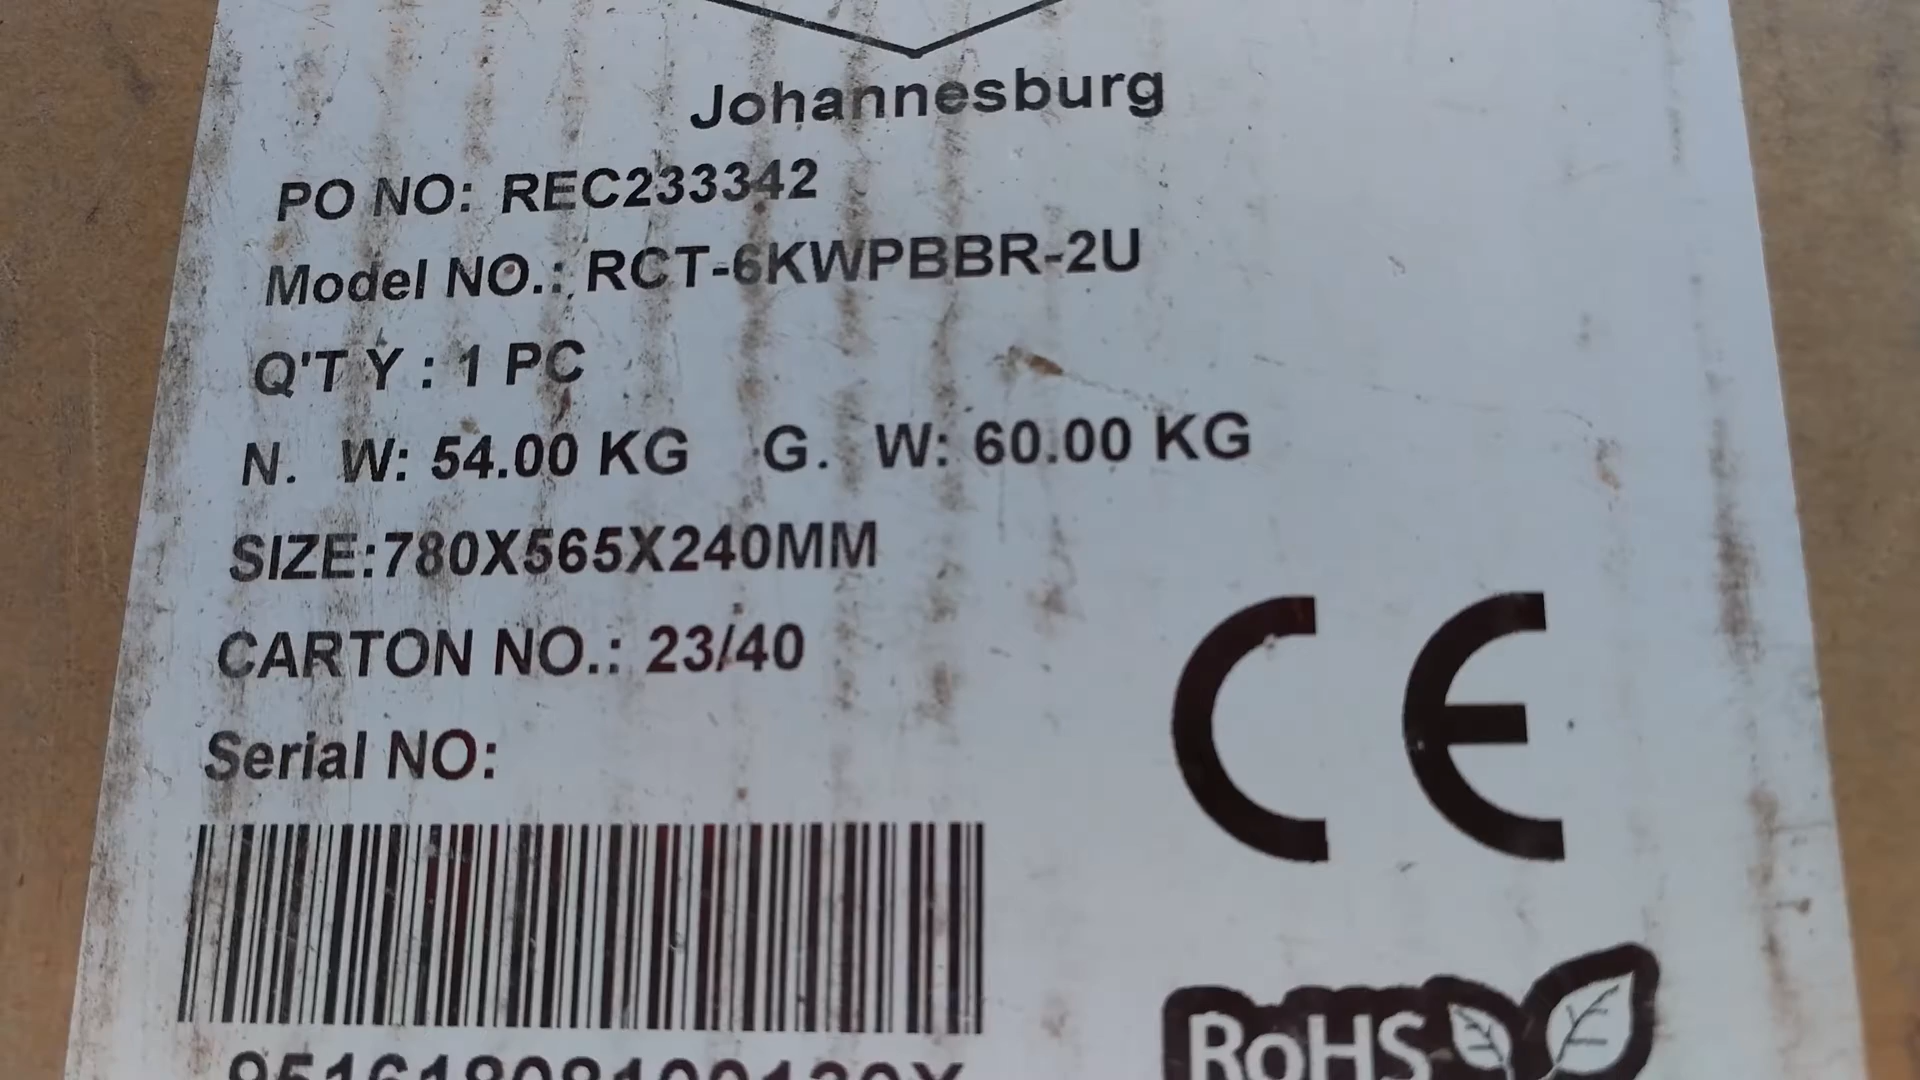 Johannesburg
PO NO: REC233342
Model NO.: RCT-6KWPBBR-2U
Q'T Y : 1 PC
N. W: 54.00 KG G. W: 60.00 KG
SIZE:780X565X240MM
CARTON NO.: 23/40
Serial NO:
CE
RoHS